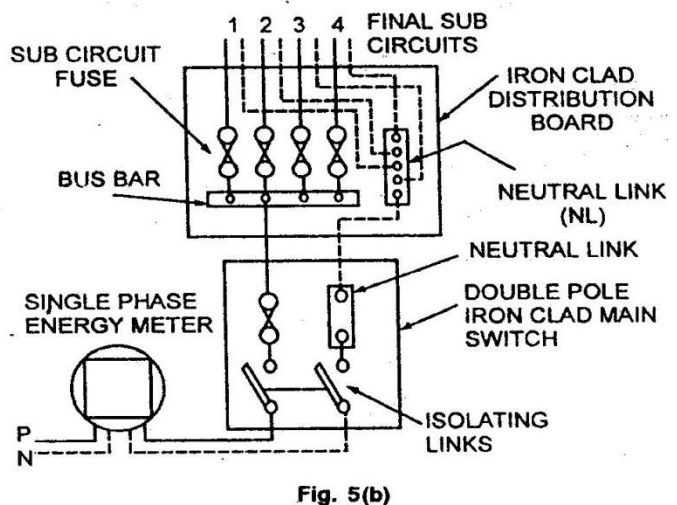 1 2 3 4 FINAL SUB
CIRCUITS
SUB CIRCUIT
FUSE
IRON CLAD
DISTRIBUTION
BOARD
BUS BAR
NEUTRAL LINK
(NL)
NEUTRAL LINK
SINGLE PHASE
ENERGY METER
DOUBLE POLE
IRON CLAD MAIN
SWITCH
ISOLATING
LINKS
P
N
Fig. 5(b)